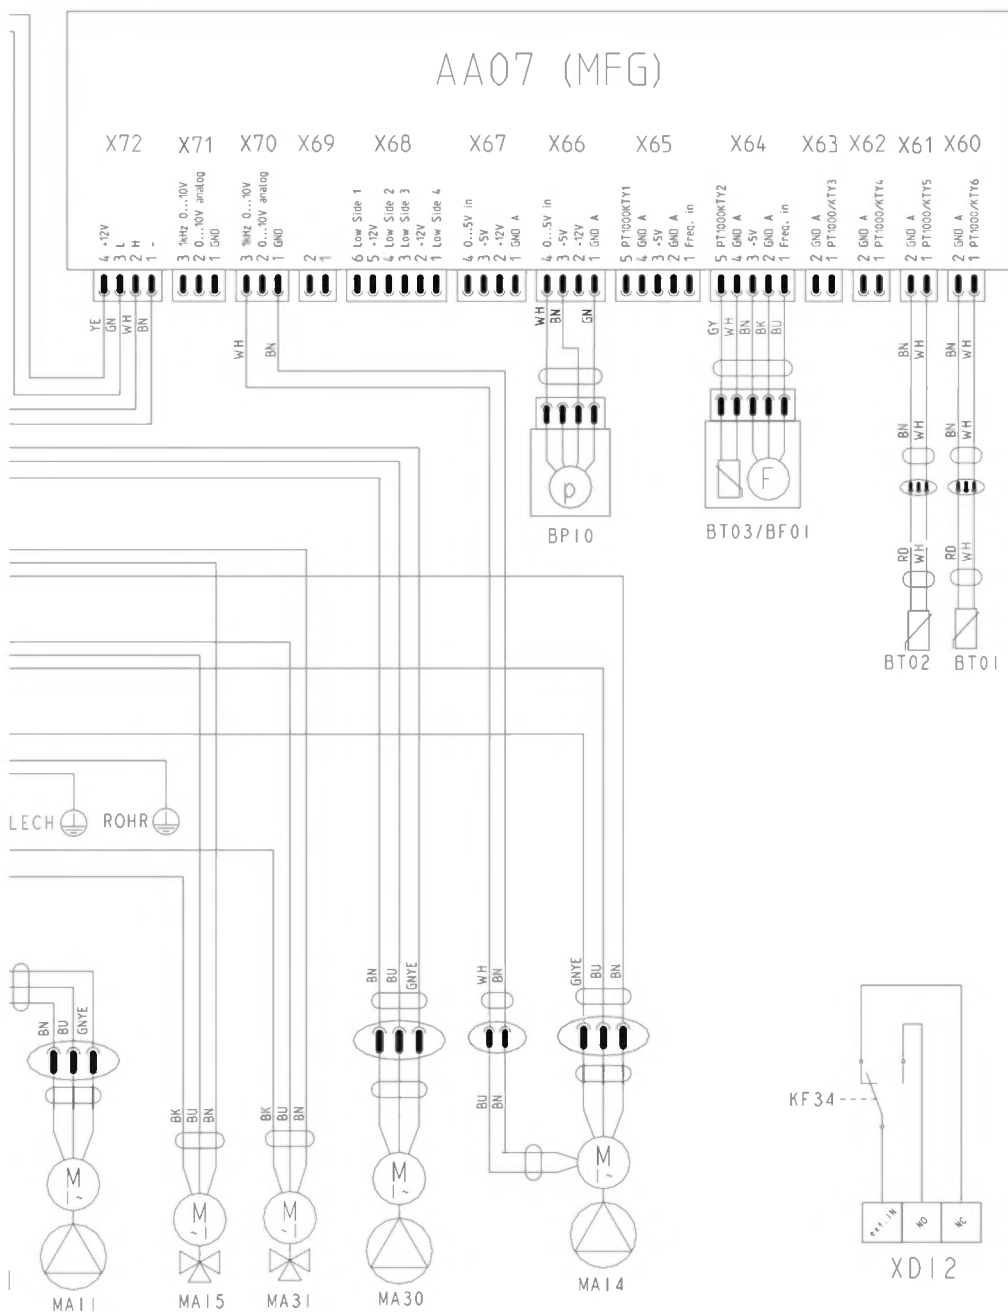 AA07 (MFG)
X72 X71 X70 X69 X68 X67 X66 X65 X64 X63 X62 X61 X60
4 +12V
3 L
2 H
1 -
3 1kHz 0...10V
2 0...10V analog
1 GND
3 1kHz 0...10V
2 0...10V analog
1 GND
2
1
6 Low Side 1
5 +12V
4 Low Side 2
3 Low Side 3
2 +12V
1 Low Side 4
4 0...5V in
3 +5V
2 +12V
1 GND A
4 0...5V in
3 +5V
2 +12V
1 GND A
5 PT1000KTY1
4 GND A
3 +5V
2 GND A
1 Freq. in
5 PT1000KTY2
4 GND A
3 +5V
2 GND A
1 Freq. in
2 GND A
1 PT1000/KTY3
2 GND A
1 PT1000/KTY4
2 GND A
1 PT1000/KTY5
2 GND A
1 PT1000/KTY6
YE GN WH BN
WH BN
WH BN GN
GY WH BN BK BU
BN WH
BN WH
BN WH
BN WH
p
BP10
F
BT03/BF01
RD WH
RD WH
BT02
BT01
LECH
ROHR
BN BU GNYE
BN BU GNYE
WH BN
GNYE BU BN
BK BU BN
BK BU BN
BU BN
M
1~
MA11
M
~1
MA15
M
~1
MA31
M
1~
MA30
M
1~
MA14
KF34
ext.IN
NO
NC
XD12